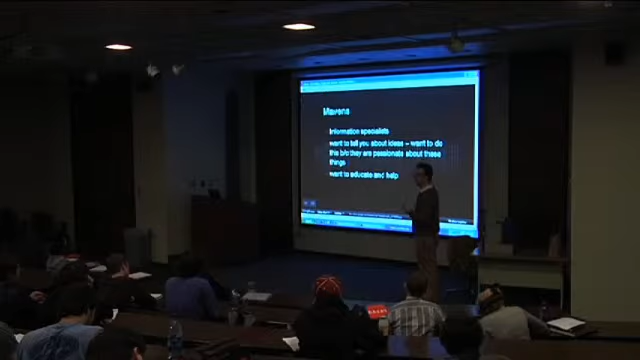 Mavens
Information specialists
want to tell you about ideas – want to do
this b/c they are passionate about these
things
want to educate and help